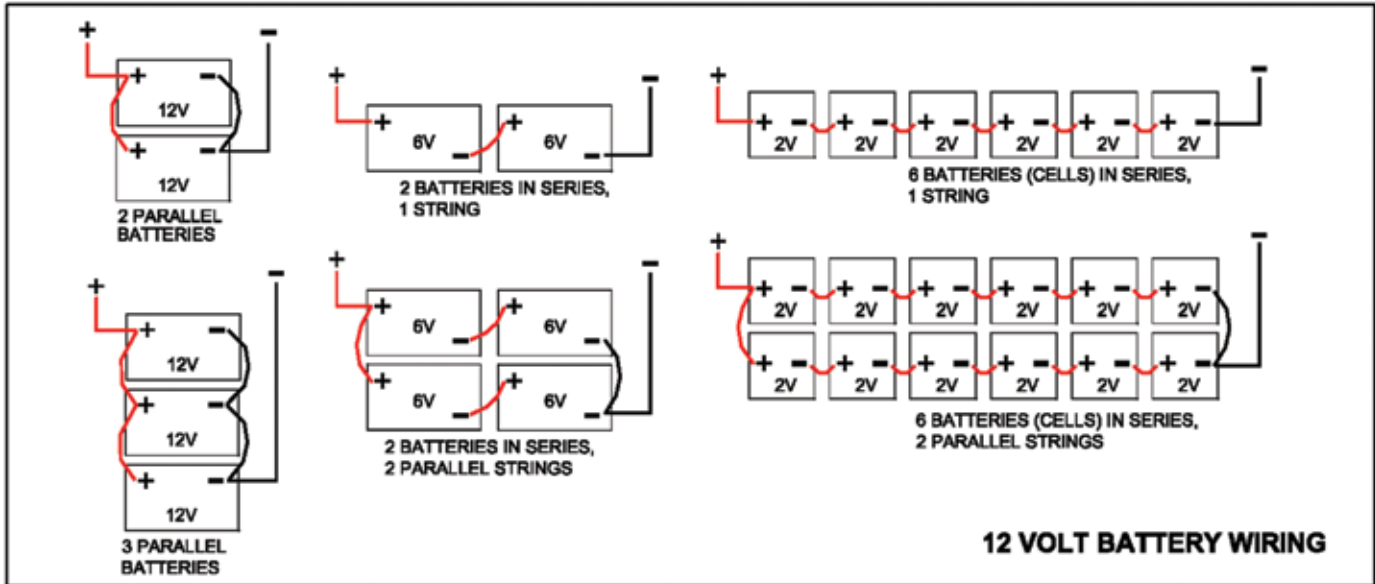 + -
+ -
12V
+ -
12V
2 PARALLEL
BATTERIES
+ -
+ -
12V
+ -
12V
+ -
12V
3 PARALLEL
BATTERIES
+ -
+ 6V - + 6V -
2 BATTERIES IN SERIES,
1 STRING
+ -
+ 6V - + 6V -
+ 6V - + 6V -
2 BATTERIES IN SERIES,
2 PARALLEL STRINGS
+ -
+ - + - + - + - + - + -
2V 2V 2V 2V 2V 2V
6 BATTERIES (CELLS) IN SERIES,
1 STRING
+ -
+ - + - + - + - + - + -
2V 2V 2V 2V 2V 2V
+ - + - + - + - + - + -
2V 2V 2V 2V 2V 2V
6 BATTERIES (CELLS) IN SERIES,
2 PARALLEL STRINGS
12 VOLT BATTERY WIRING